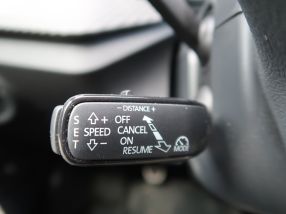 - DISTANCE +
S + OFF
E SPEED CANCEL
ON
T - RESUME
MODE